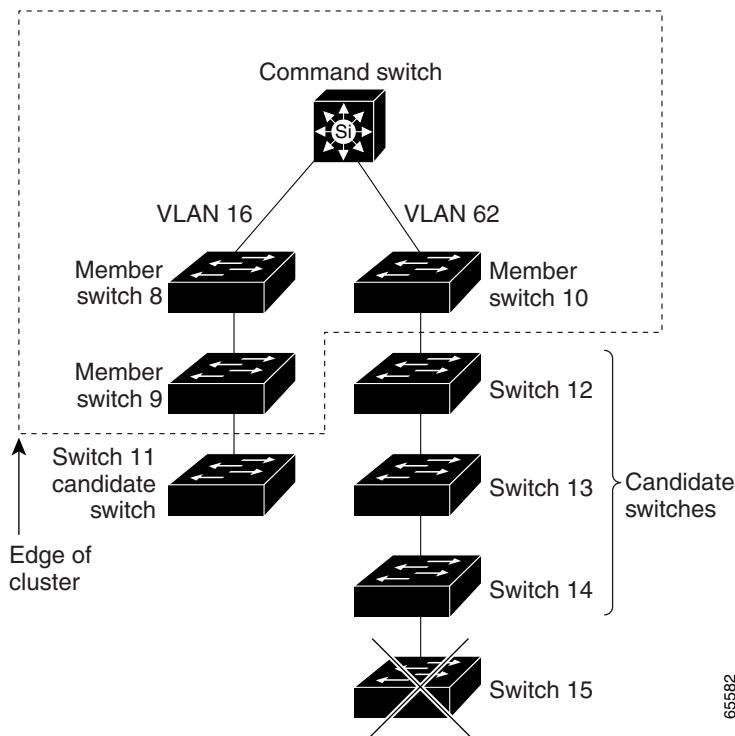 Command switch
Si
VLAN 16
VLAN 62
Member
switch 8
Member
switch 10
Member
switch 9
Switch 12
Switch 11
candidate
switch
Switch 13
Candidate
switches
Edge of
cluster
Switch 14
Switch 15
65582